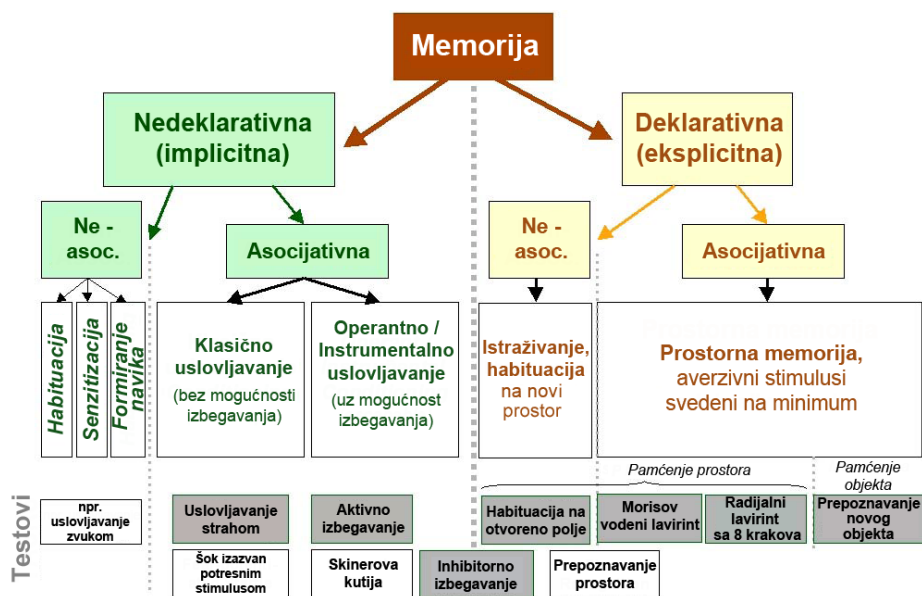 Memorija
Nedeklarativna
(implicitna)
Deklarativna
(eksplicitna)
Ne -
asoc.
Asocijativna
Ne -
asoc.
Asocijativna
Habituacija
Senzitizacija
Formiranje
navika
Klasično
uslovljavanje
(bez mogućnosti
izbegavanja)
Operantno /
Instrumentalno
uslovljavanje
(uz mogućnost
izbegavanja)
Istraživanje,
habituacija
na novi
prostor
Prostorna memorija,
averzivni stimulusi
svedeni na minimum
Pamćenje prostora
Pamćenje
objekta
Testovi
npr.
uslovljavanje
zvukom
Uslovljavanje
strahom
Aktivno
izbegavanje
Habituacija na
otvoreno polje
Morisov
vodeni lavirint
Radijalni
lavirint
sa 8 krakova
Prepoznavanje
novog
objekta
Šok izazvan
potresnim
stimulusom
Skinerova
kutija
Inhibitorno
izbegavanje
Prepoznavanje
prostora